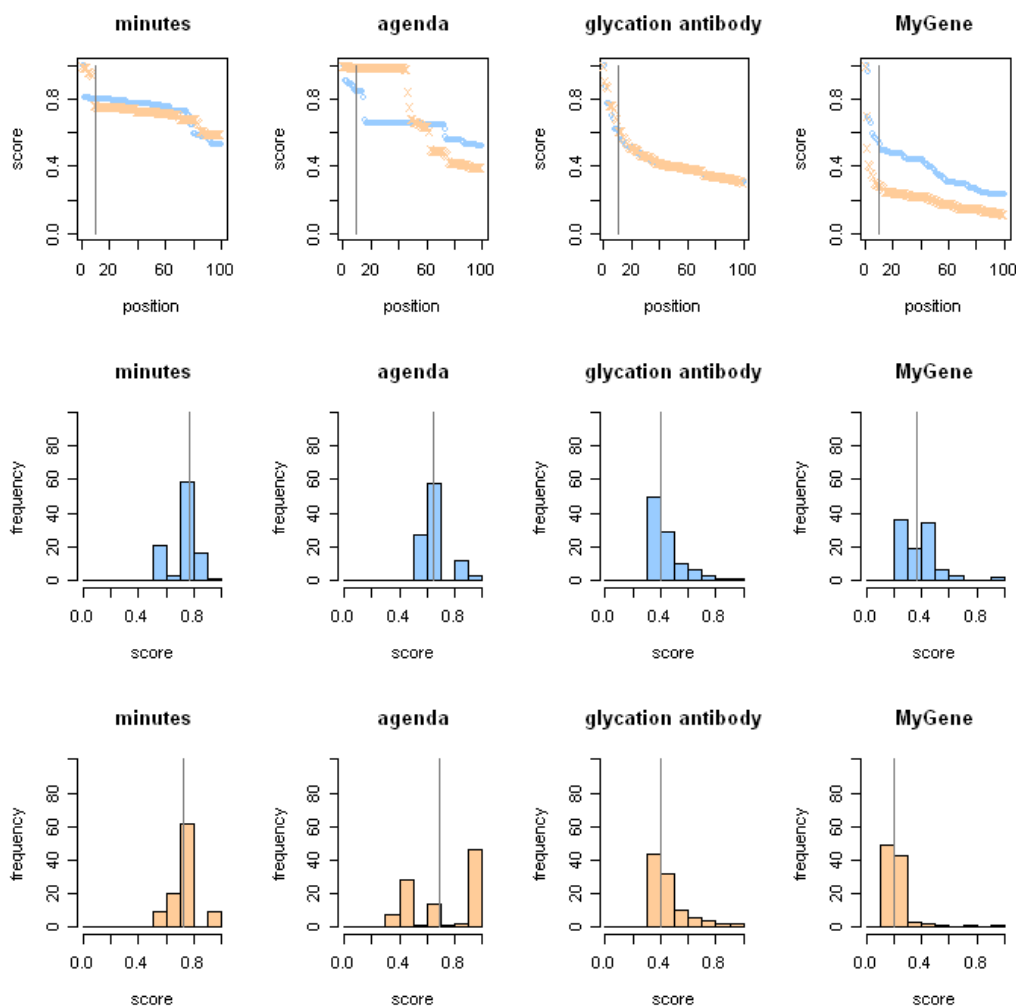 minutes agenda glycation antibody MyGene
score score score score
0.0 0.4 0.8 0.0 0.4 0.8 0.0 0.4 0.8 0.0 0.4 0.8
0 20 60 100 0 20 60 100 0 20 60 100 0 20 60 100
position position position position
minutes agenda glycation antibody MyGene
frequency frequency frequency frequency
0 20 40 60 80 0 20 40 60 80 0 20 40 60 80 0 20 40 60 80
0.0 0.4 0.8 0.0 0.4 0.8 0.0 0.4 0.8 0.0 0.4 0.8
score score score score
minutes agenda glycation antibody MyGene
frequency frequency frequency frequency
0 20 40 60 80 0 20 40 60 80 0 20 40 60 80 0 20 40 60 80
0.0 0.4 0.8 0.0 0.4 0.8 0.0 0.4 0.8 0.0 0.4 0.8
score score score score